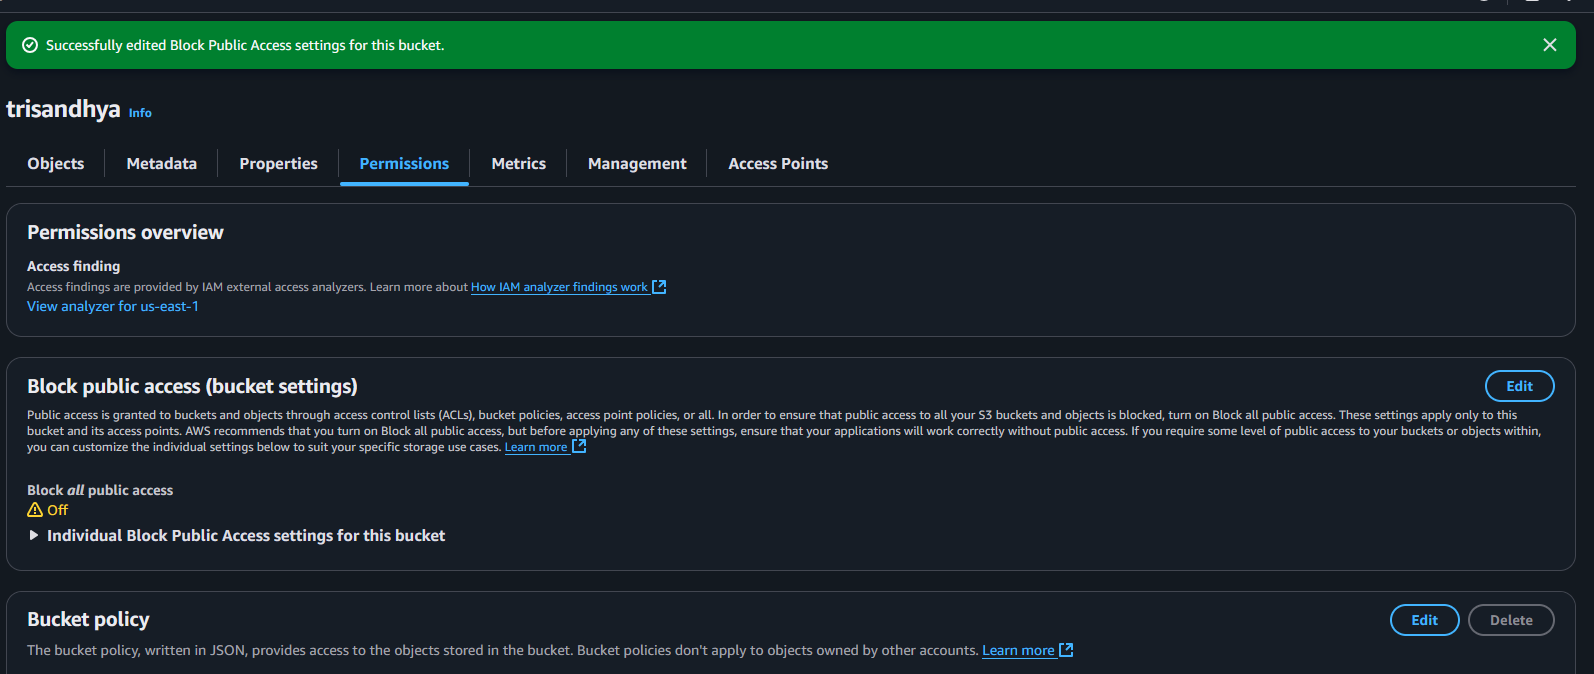 Successfully edited Block Public Access settings for this bucket.
trisandhya Info
Objects Metadata Properties Permissions Metrics Management Access Points
Permissions overview
Access finding
Access findings are provided by IAM external access analyzers. Learn more about How IAM analyzer findings work
View analyzer for us-east-1
Block public access (bucket settings) Edit
Public access is granted to buckets and objects through access control lists (ACLs), bucket policies, access point policies, or all. In order to ensure that public access to all your S3 buckets and objects is blocked, turn on Block all public access. These settings apply only to this
bucket and its access points. AWS recommends that you turn on Block all public access, but before applying any of these settings, ensure that your applications will work correctly without public access. If you require some level of public access to your buckets or objects within,
you can customize the individual settings below to suit your specific storage use cases. Learn more
Block all public access
Off
Individual Block Public Access settings for this bucket
Bucket policy Edit Delete
The bucket policy, written in JSON, provides access to the objects stored in the bucket. Bucket policies don't apply to objects owned by other accounts. Learn more